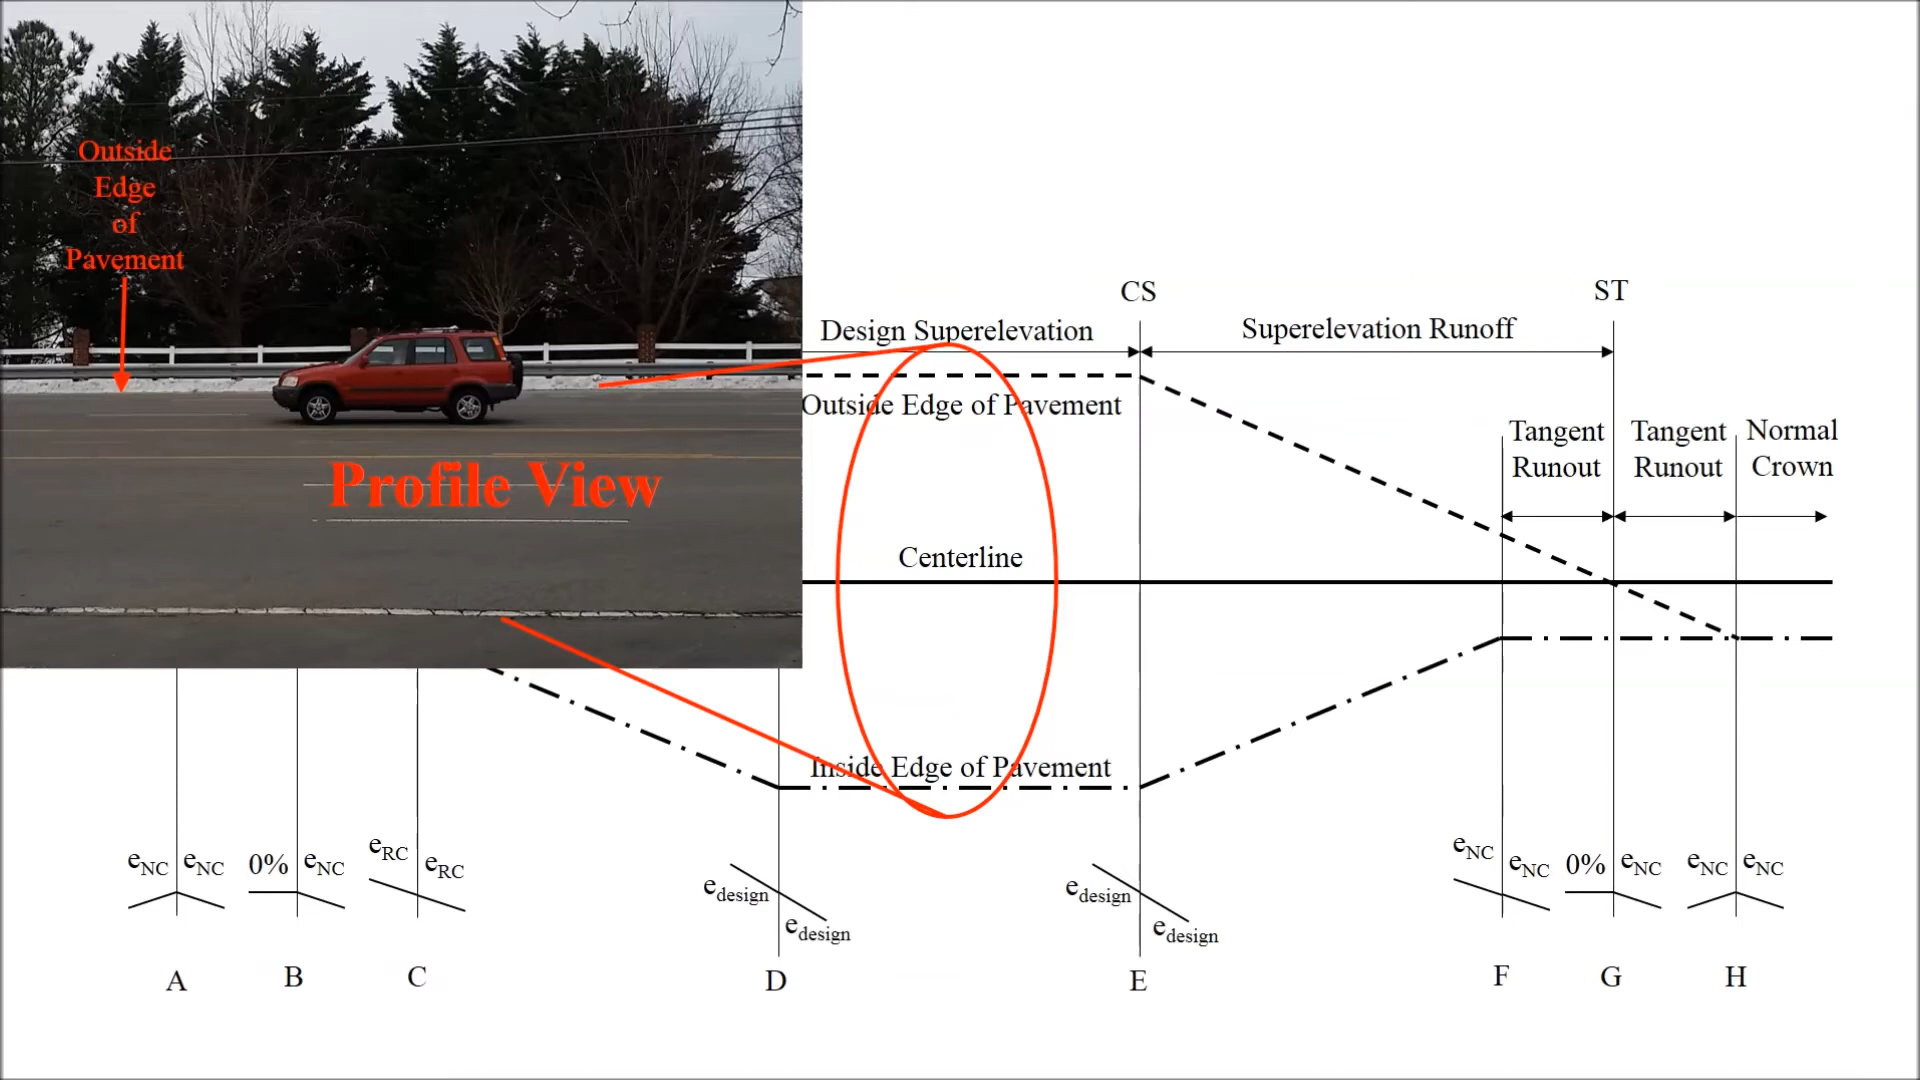 Outside
Edge
of
Pavement
Profile View
CS
ST
Design Superelevation
Superelevation Runoff
Outside Edge of Pavement
Tangent
Runout
Tangent
Runout
Normal
Crown
Centerline
Inside Edge of Pavement
eNC eNC
0% eNC
eRC
eRC
edesign
edesign
edesign
edesign
eNC
eNC
0% eNC
eNC eNC
A B C D E F G H